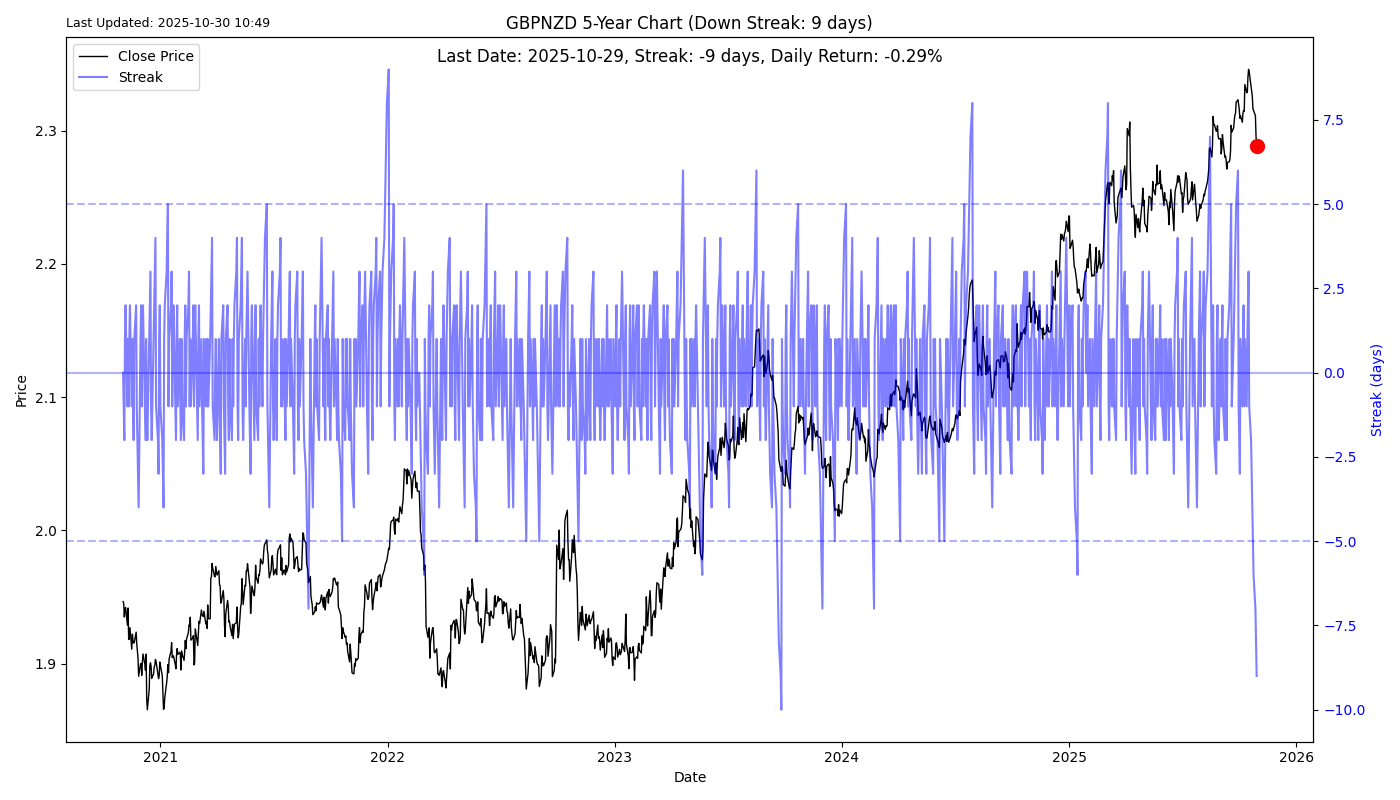 Last Updated: 2025-10-30 10:49
GBPNZD 5-Year Chart (Down Streak: 9 days)
Last Date: 2025-10-29, Streak: -9 days, Daily Return: -0.29%
Close Price
Streak
2.3
2.2
2.1
2.0
1.9
Price
7.5
5.0
2.5
0.0
−2.5
−5.0
−7.5
−10.0
Streak (days)
2021
2022
2023
2024
2025
2026
Date